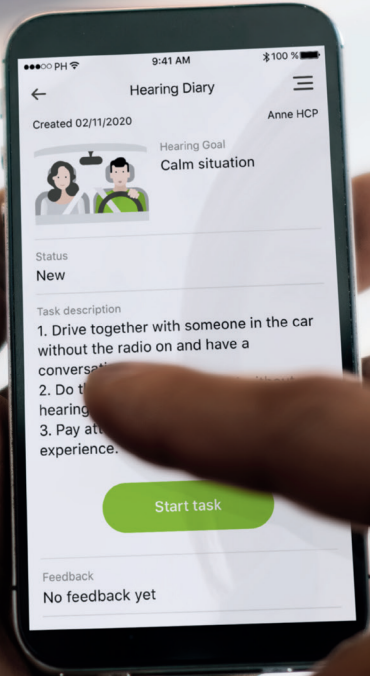 PH 9:41 AM 100 %
Hearing Diary
Created 02/11/2020 Anne HCP
Hearing Goal
Calm situation
Status
New
Task description
1. Drive together with someone in the car
without the radio on and have a
2. Do
hearing
3. Pay
experience.
Start task
Feedback
No feedback yet